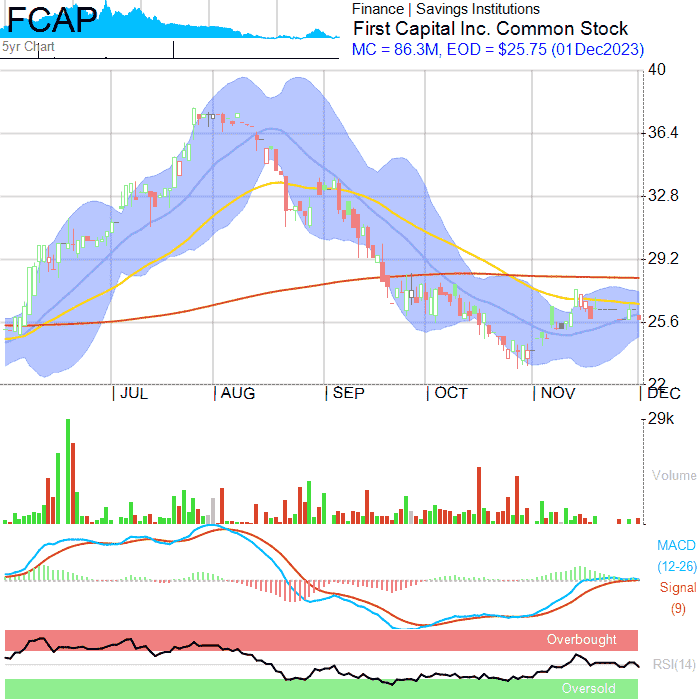 FCAP
5yr Chart
Finance | Savings Institutions
First Capital Inc. Common Stock
MC = 86.3M, EOD = $25.75 (01Dec2023)
40
36.4
32.8
29.2
25.6
22
JUL AUG SEP OCT NOV DEC
29k
Volume
MACD
(12-26)
Signal
(9)
Overbought
RSI(14)
Oversold